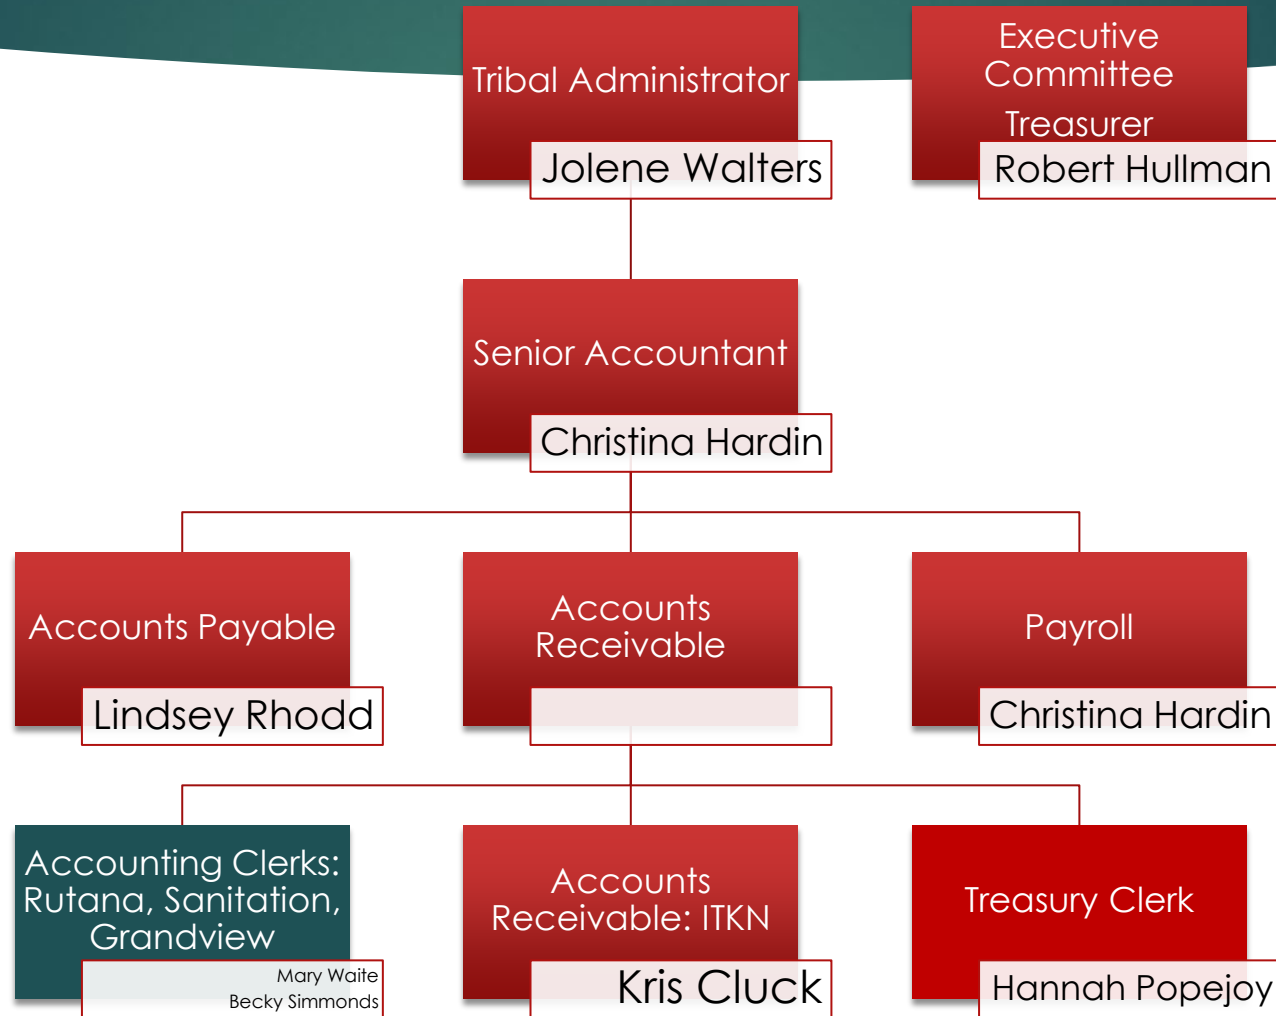 Tribal Administrator
Jolene Walters
Executive
Committee
Treasurer
Robert Hullman
Senior Accountant
Christina Hardin
Accounts Payable
Lindsey Rhodd
Accounts
Receivable
Payroll
Christina Hardin
Accounting Clerks:
Rutana, Sanitation,
Grandview
Mary Waite
Becky Simmonds
Accounts
Receivable: ITKN
Kris Cluck
Treasury Clerk
Hannah Popejoy